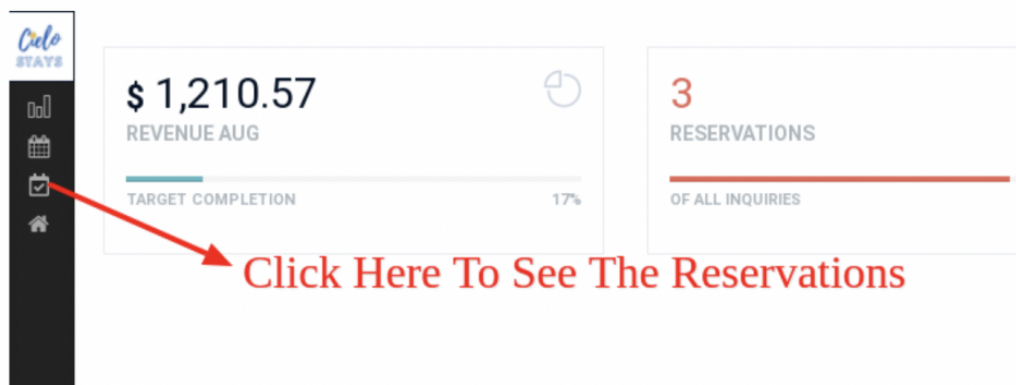 Cielo
STAYS
$ 1,210.57
REVENUE AUG
TARGET COMPLETION 17%
3
RESERVATIONS
OF ALL INQUIRIES
Click Here To See The Reservations